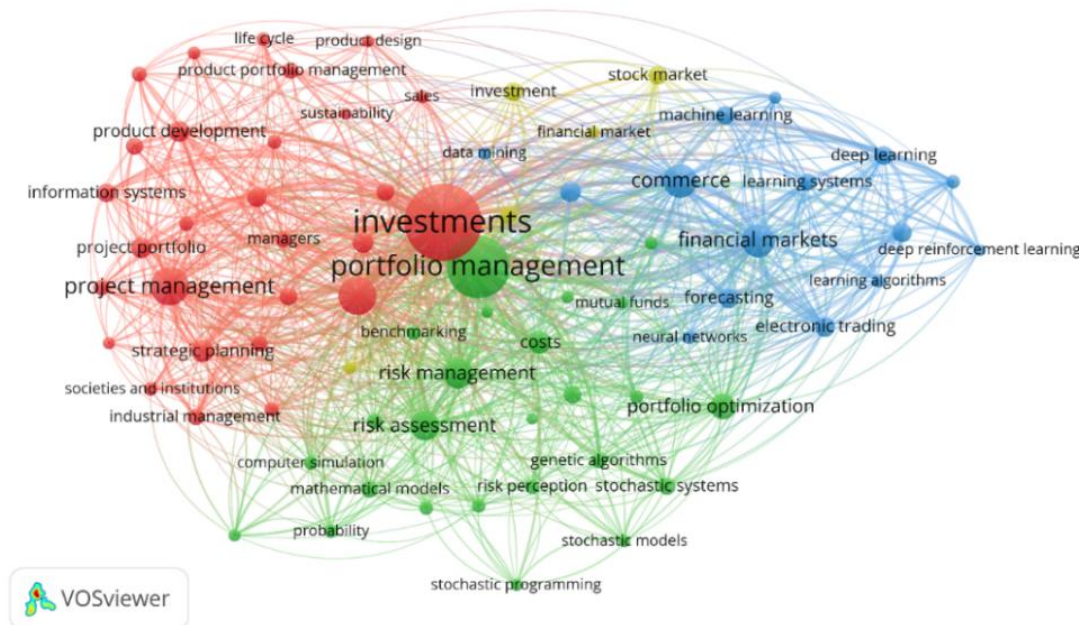 life cycle
product design
product portfolio management
stock market
investment
sales
sustainability
machine learning
product development
financial market
data mining
deep learning
information systems
commerce
learning systems
investments
managers
financial markets
project portfolio
deep reinforcement learning
portfolio management
project management
learning algorithms
forecasting
mutual funds
benchmarking
costs
neural networks
electronic trading
strategic planning
risk management
societies and institutions
industrial management
portfolio optimization
risk assessment
computer simulation
genetic algorithms
mathematical models
risk perception
stochastic systems
probability
stochastic models
stochastic programming
VOSviewer